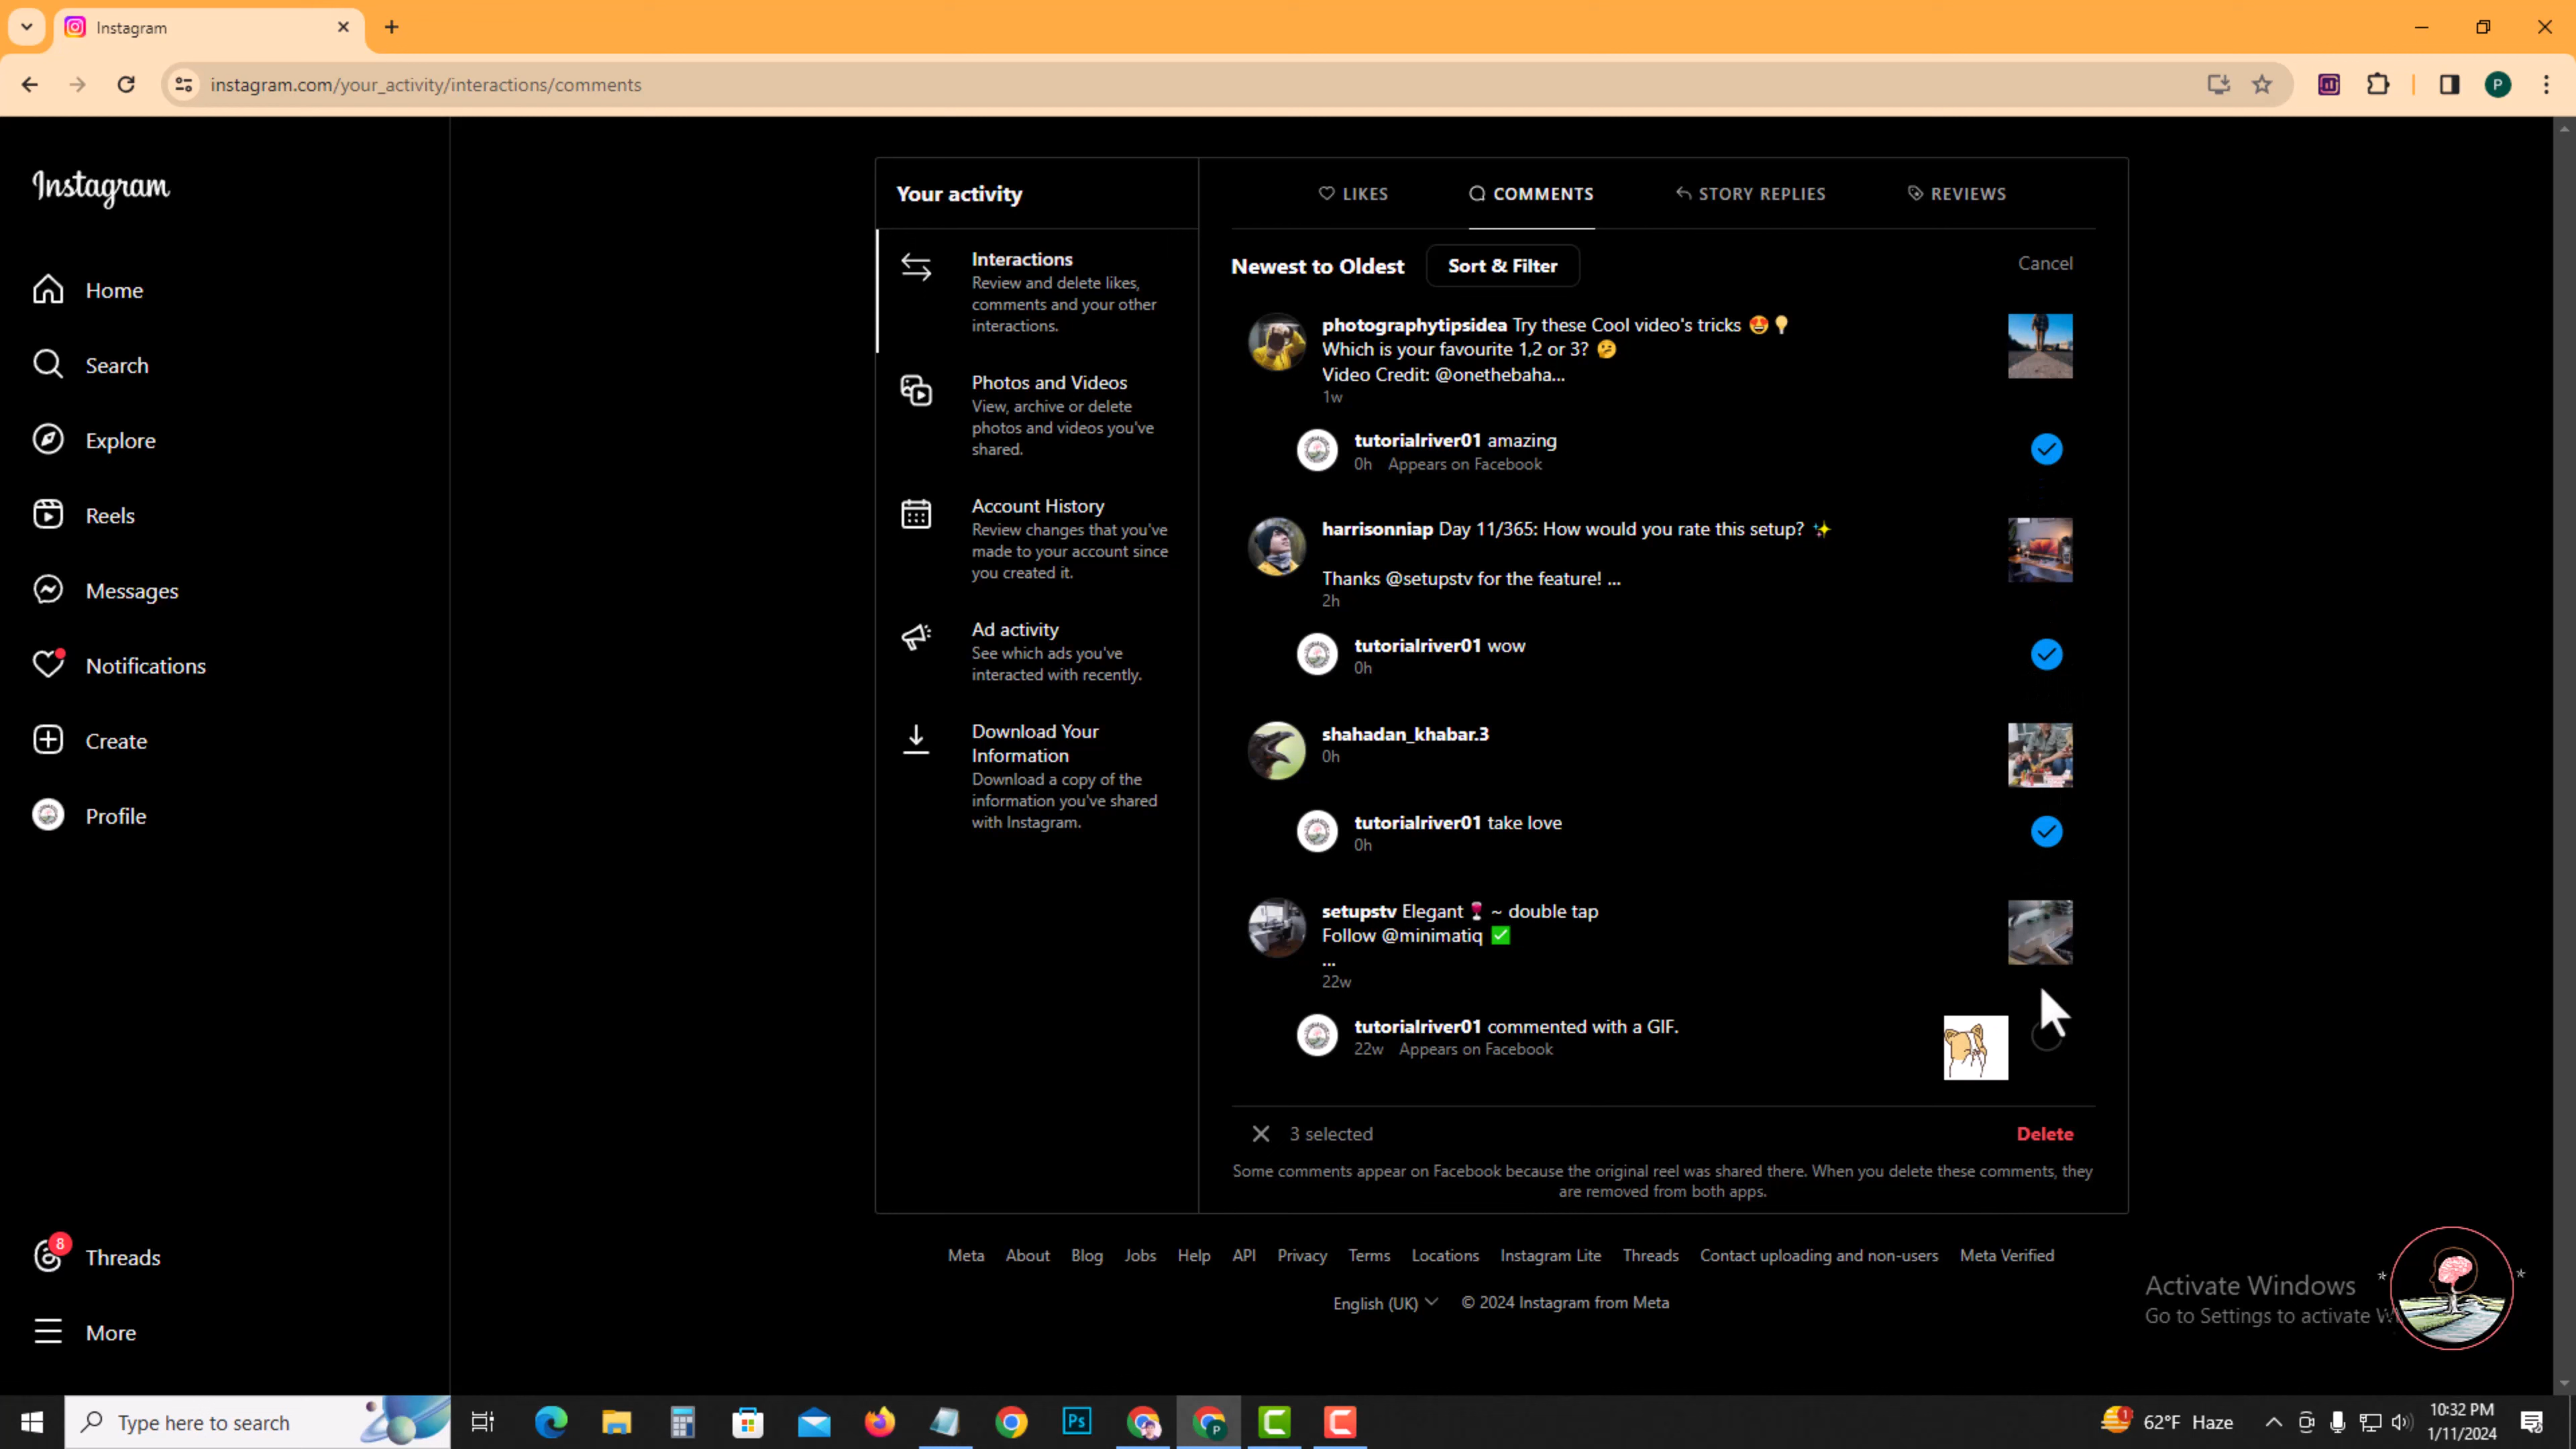 Instagram
instagram.com/your_activity/interactions/comments
P
Instagram
Home
Search
Explore
Reels
Messages
Notifications
Create
Profile
8
Threads
More
Your activity
Interactions
Review and delete likes,
comments and your other
interactions.
Photos and Videos
View, archive or delete
photos and videos you've
shared.
Account History
Review changes that you've
made to your account since
you created it.
Ad activity
See which ads you've
interacted with recently.
Download Your
Information
Download a copy of the
information you've shared
with Instagram.
LIKES COMMENTS STORY REPLIES REVIEWS
Newest to Oldest Sort & Filter Cancel
photographytipsidea Try these Cool video's tricks 🤩💡
Which is your favourite 1,2 or 3? 🤔
Video Credit: @onethebaha...
1w
tutorialriver01 amazing
0h Appears on Facebook
harrisonniap Day 11/365: How would you rate this setup? ✨
Thanks @setupstv for the feature! ...
2h
tutorialriver01 wow
0h
shahadan_khabar.3
0h
tutorialriver01 take love
0h
setupstv Elegant 🍷 ~ double tap
Follow @minimatiq ✅
...
22w
tutorialriver01 commented with a GIF.
22w Appears on Facebook
3 selected Delete
Some comments appear on Facebook because the original reel was shared there. When you delete these comments, they
are removed from both apps.
Meta About Blog Jobs Help API Privacy Terms Locations Instagram Lite Threads Contact uploading and non-users Meta Verified
English (UK) © 2024 Instagram from Meta
Activate Windows
Go to Settings to activate
Type here to search
Ps
P
1
62°F Haze
10:32 PM
1/11/2024